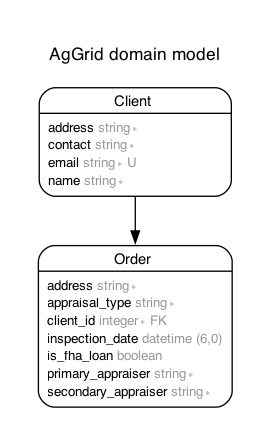 AgGrid domain model
Client
address string *
contact string *
email string * U
name string *
Order
address string *
appraisal_type string *
client_id integer * FK
inspection_date datetime (6,0)
is_fha_loan boolean
primary_appraiser string *
secondary_appraiser string *